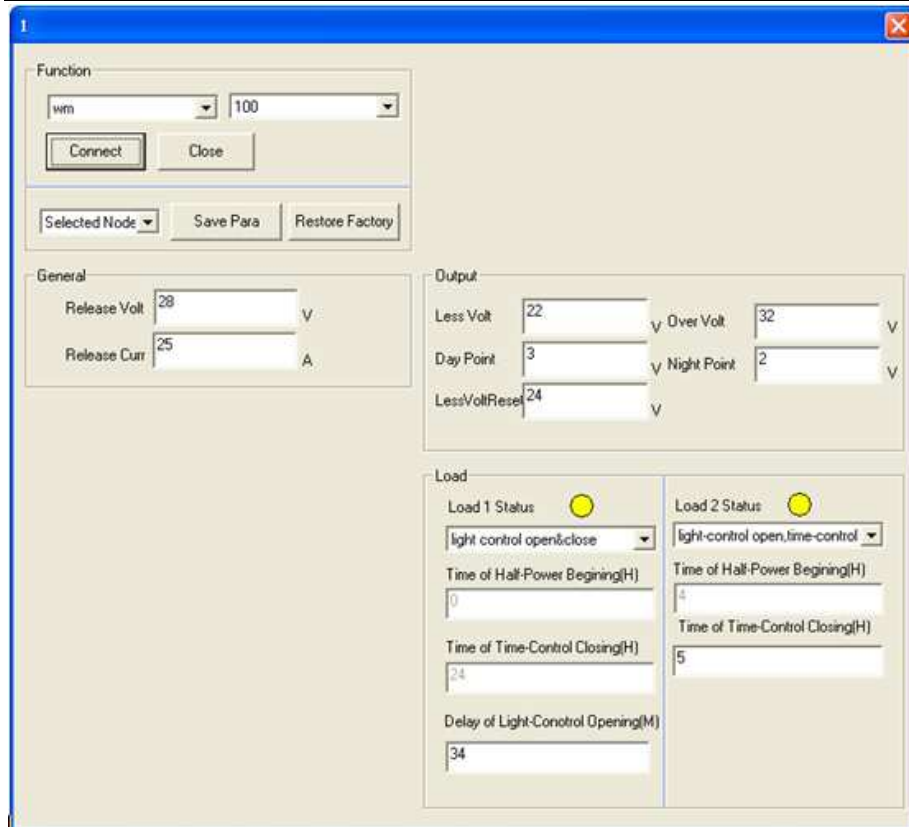 1
Function
wm
100
Connect
Close
Selected Node
Save Para
Restore Factory
General
Release Volt 28 V
Release Curr 25 A
Output
Less Volt 22 V Over Volt 32 V
Day Point 3 V Night Point 2 V
LessVoltReset 24 V
Load
Load 1 Status
light control open&close
Time of Half-Power Begining(H)
0
Time of Time-Control Closing(H)
24
Delay of Light-Conotrol Opening(M)
34
Load 2 Status
light-control open,time-control
Time of Half-Power Begining(H)
4
Time of Time-Control Closing(H)
5